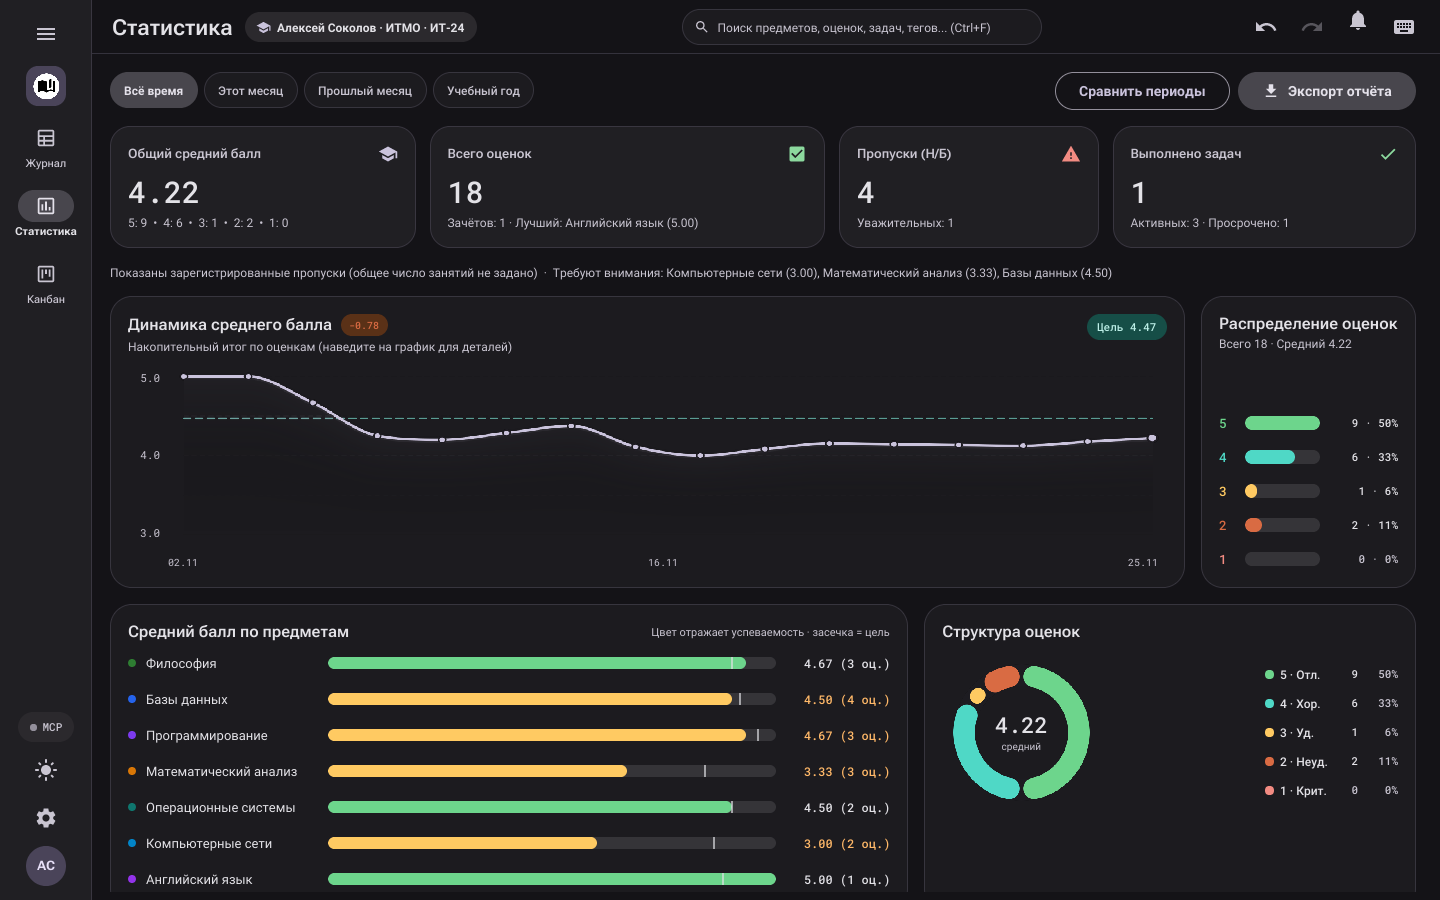 Статистика
Алексей Соколов · ИТМО · ИТ-24
Поиск предметов, оценок, задач, тегов... (Ctrl+F)
Журнал
Статистика
Канбан
MCP
АС
Всё время
Этот месяц
Прошлый месяц
Учебный год
Сравнить периоды
Экспорт отчёта
Общий средний балл
4.22
5: 9 • 4: 6 • 3: 1 • 2: 2 • 1: 0
Всего оценок
18
Зачётов: 1 · Лучший: Английский язык (5.00)
Пропуски (Н/Б)
4
Уважительных: 1
Выполнено задач
1
Активных: 3 · Просрочено: 1
Показаны зарегистрированные пропуски (общее число занятий не задано) · Требуют внимания: Компьютерные сети (3.00), Математический анализ (3.33), Базы данных (4.50)
Динамика среднего балла
-0.78
Накопительный итог по оценкам (наведите на график для деталей)
Цель 4.47
5.0
4.0
3.0
02.11
16.11
25.11
Распределение оценок
Всего 18 · Средний 4.22
5 9 · 50%
4 6 · 33%
3 1 · 6%
2 2 · 11%
1 0 · 0%
Средний балл по предметам
Цвет отражает успеваемость · засечка = цель
Философия 4.67 (3 оц.)
Базы данных 4.50 (4 оц.)
Программирование 4.67 (3 оц.)
Математический анализ 3.33 (3 оц.)
Операционные системы 4.50 (2 оц.)
Компьютерные сети 3.00 (2 оц.)
Английский язык 5.00 (1 оц.)
Структура оценок
4.22
средний
5 · Отл. 9 50%
4 · Хор. 6 33%
3 · Уд. 1 6%
2 · Неуд. 2 11%
1 · Крит. 0 0%